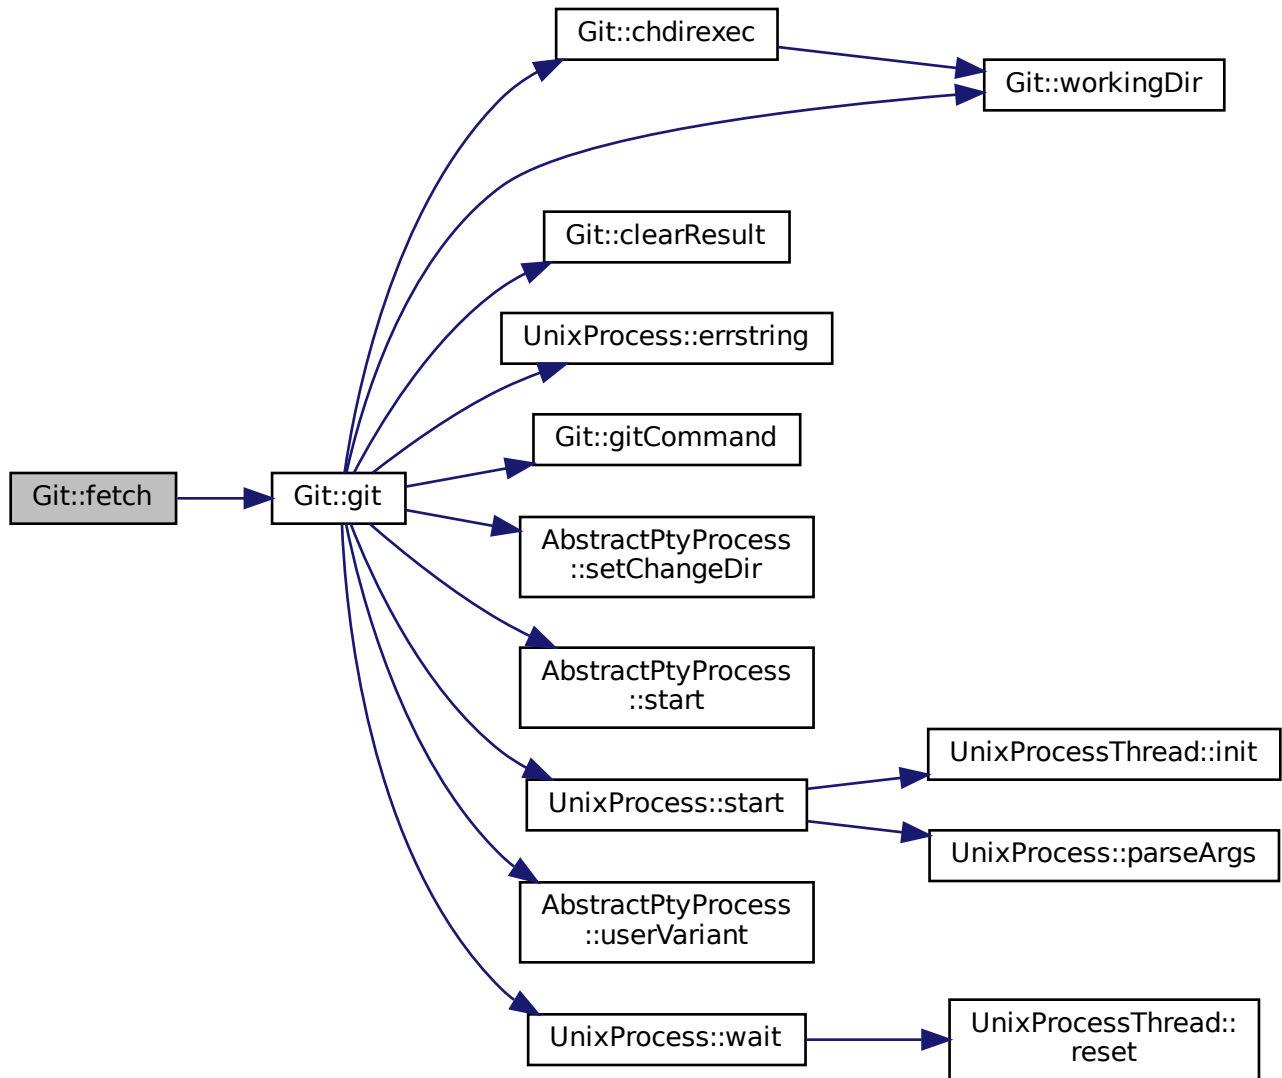 Git::chdirexec
Git::workingDir
Git::clearResult
UnixProcess::errstring
Git::gitCommand
Git::fetch
Git::git
AbstractPtyProcess
::setChangeDir
AbstractPtyProcess
::start
UnixProcessThread::init
UnixProcess::start
UnixProcess::parseArgs
AbstractPtyProcess
::userVariant
UnixProcess::wait
UnixProcessThread::
reset